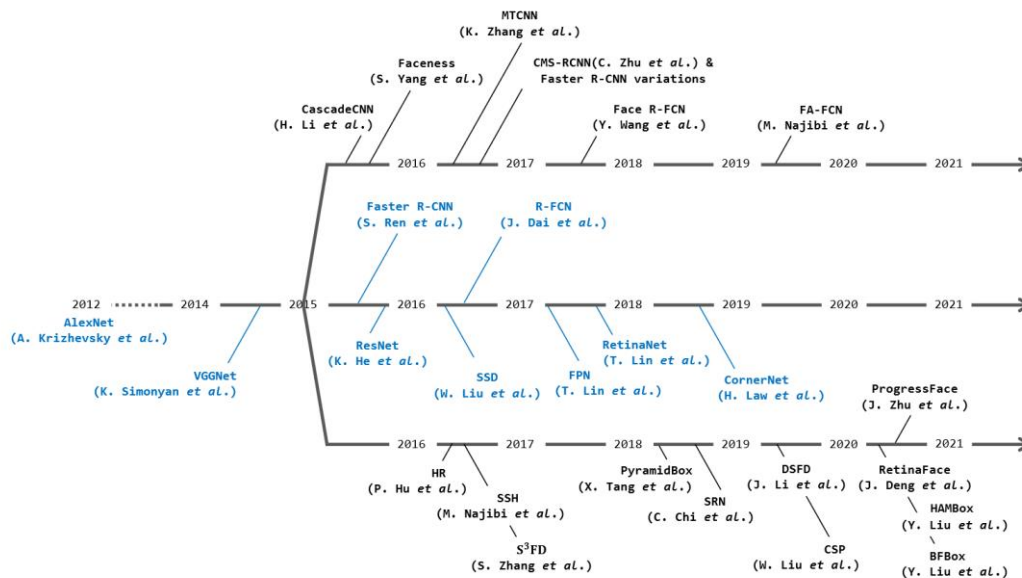 MTCNN
(K. Zhang et al.)
Faceness
(S. Yang et al.)
CMS-RCNN(C. Zhu et al.) &
Faster R-CNN variations
CascadeCNN
(H. Li et al.)
Face R-FCN
(Y. Wang et al.)
FA-FCN
(M. Najibi et al.)
2016 2017 2018 2019 2020 2021
Faster R-CNN
(S. Ren et al.)
R-FCN
(J. Dai et al.)
2012 2014 2015 2016 2017 2018 2019 2020 2021
AlexNet
(A. Krizhevsky et al.)
VGGNet
(K. Simonyan et al.)
ResNet
(K. He et al.)
SSD
(W. Liu et al.)
FPN
(T. Lin et al.)
RetinaNet
(T. Lin et al.)
CornerNet
(H. Law et al.)
ProgressFace
(J. Zhu et al.)
2016 2017 2018 2019 2020 2021
HR
(P. Hu et al.)
SSH
(M. Najibi et al.)
S³FD
(S. Zhang et al.)
PyramidBox
(X. Tang et al.)
SRN
(C. Chi et al.)
DSFD
(J. Li et al.)
CSP
(W. Liu et al.)
RetinaFace
(J. Deng et al.)
HAMBox
(Y. Liu et al.)
BFBox
(Y. Liu et al.)